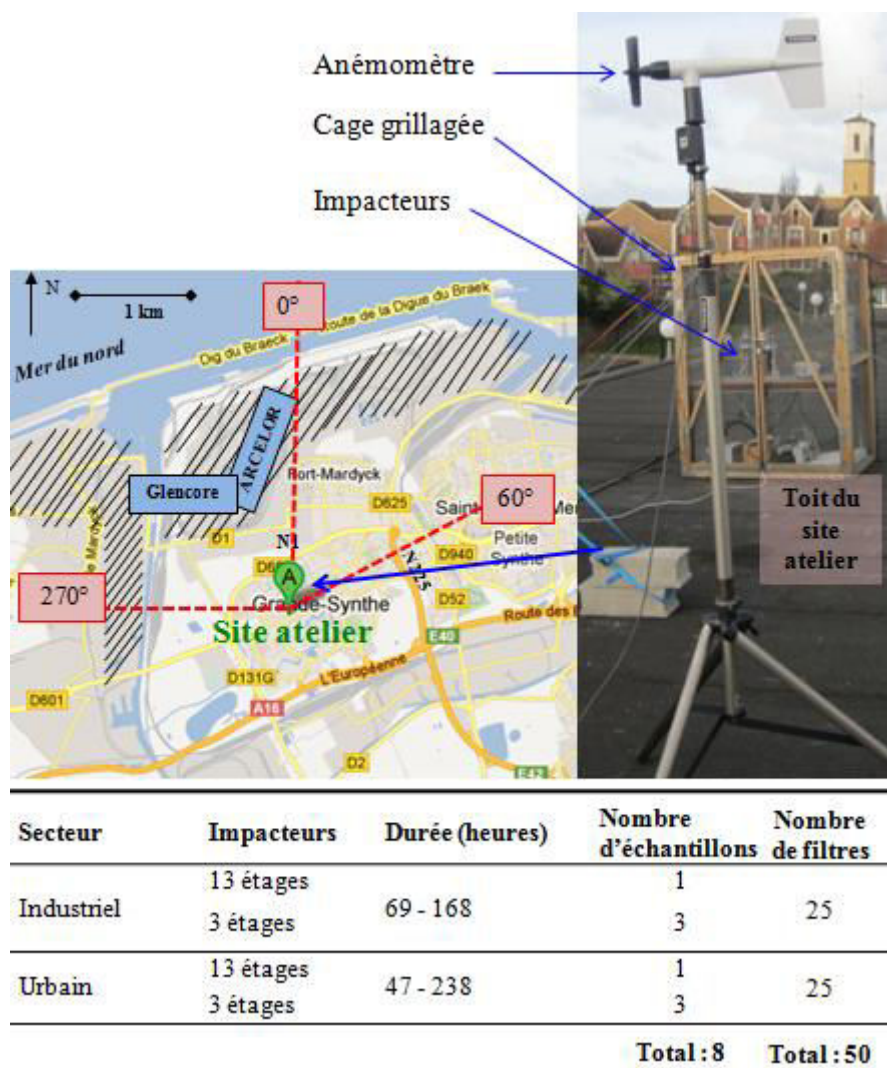 Anémomètre
Cage grillagée
Impacteurs
N
1 km
0°
Route de la Digue du Braek
Dig du Braeck
Mer du nord
ARCELOR
Glencore
Fort-Mardyck
D625
60°
D1
N1
Petite
Synthe
D940
N225
270°
A
Grande-Synthe
D52
Site atelier
E40
L'Européenne
D131G
D601
A16
D2
E42
Toit du
site
atelier
Secteur Impacteurs Durée (heures) Nombre d'échantillons Nombre de filtres
Industriel 13 étages 69 - 168 1 25
3 étages 3
Urbain 13 étages 47 - 238 1 25
3 étages 3
Total : 8 Total : 50